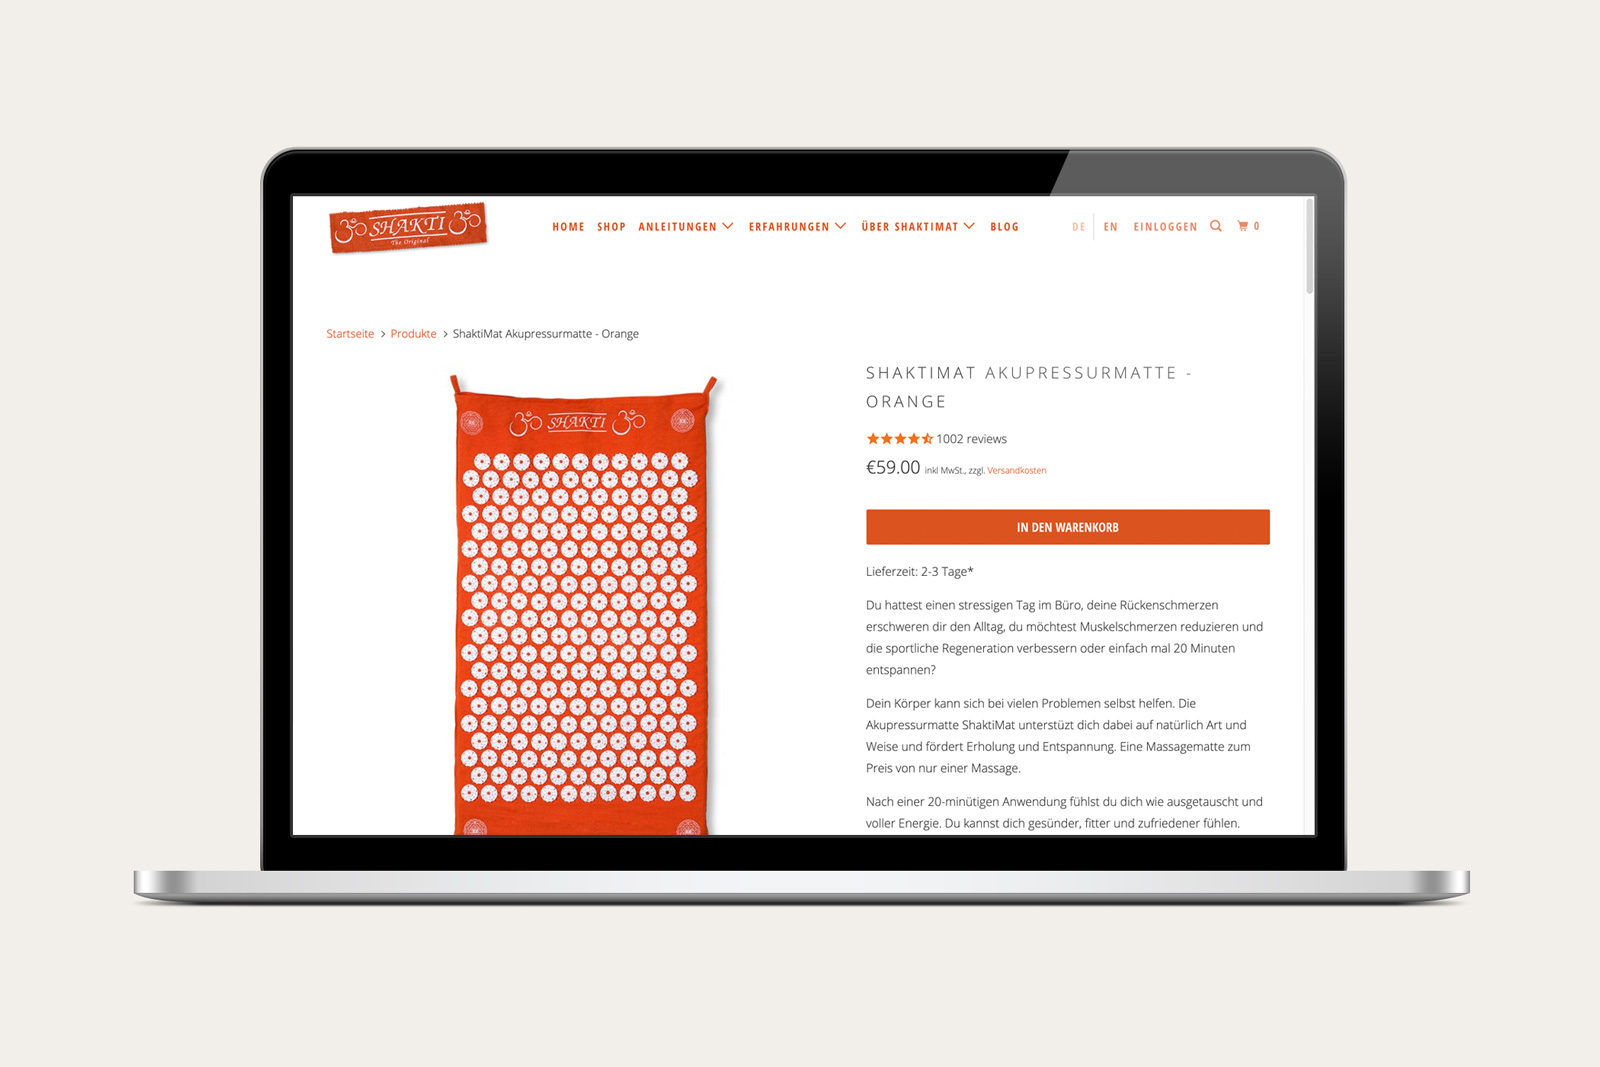 SHAKTI
The Original
HOME SHOP ANLEITUNGEN ERFAHRUNGEN ÜBER SHAKTIMAT BLOG
DE EN EINLOGGEN 0
Startseite > Produkte > ShaktiMat Akupressurmatte - Orange
SHAKTI
SHAKTIMAT AKUPRESSURMATTE -
ORANGE
1002 reviews
€59.00 inkl MwSt., zzgl. Versandkosten
IN DEN WARENKORB
Lieferzeit: 2-3 Tage*
Du hattest einen stressigen Tag im Büro, deine Rückenschmerzen
erschweren dir den Alltag, du möchtest Muskelschmerzen reduzieren und
die sportliche Regeneration verbessern oder einfach mal 20 Minuten
entspannen?
Dein Körper kann sich bei vielen Problemen selbst helfen. Die
Akupressurmatte ShaktiMat unterstüzt dich dabei auf natürlich Art und
Weise und fördert Erholung und Entspannung. Eine Massagematte zum
Preis von nur einer Massage.
Nach einer 20-minütigen Anwendung fühlst du dich wie ausgetauscht und
voller Energie. Du kannst dich gesünder, fitter und zufriedener fühlen.